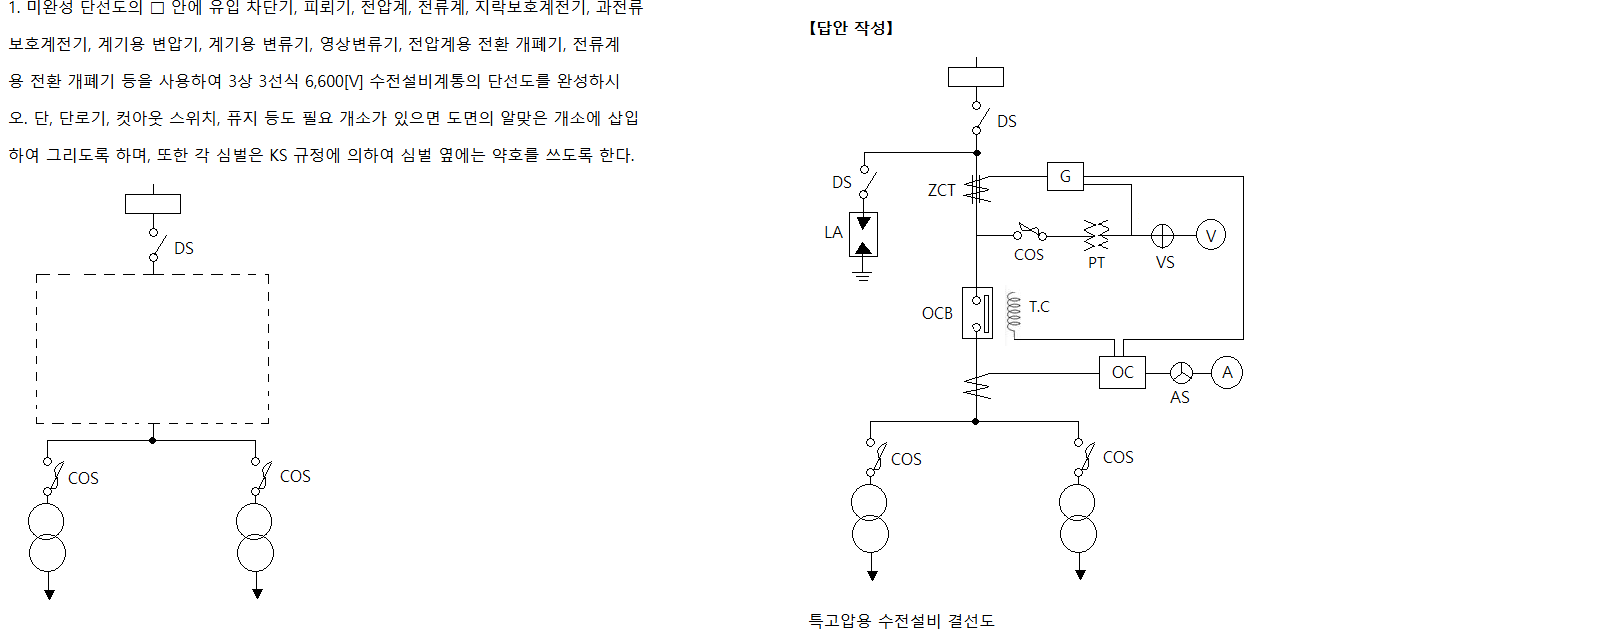 1. 미완성 단선도의 □ 안에 유입 차단기, 피뢰기, 전압계, 전류계, 지락보호계전기, 과전류
보호계전기, 계기용 변압기, 계기용 변류기, 영상변류기, 전압계용 전환 개폐기, 전류계
용 전환 개폐기 등을 사용하여 3상 3선식 6,600[V] 수전설비계통의 단선도를 완성하시
오. 단, 단로기, 컷아웃 스위치, 퓨지 등도 필요 개소가 있으면 도면의 알맞은 개소에 삽입
하여 그리도록 하며, 또한 각 심벌은 KS 규정에 의하여 심벌 옆에는 약호를 쓰도록 한다.
DS
COS
COS
【답안 작성】
DS
DS
ZCT
G
LA
COS
PT
VS
V
OCB
T.C
OC
AS
A
COS
COS
특고압용 수전설비 결선도